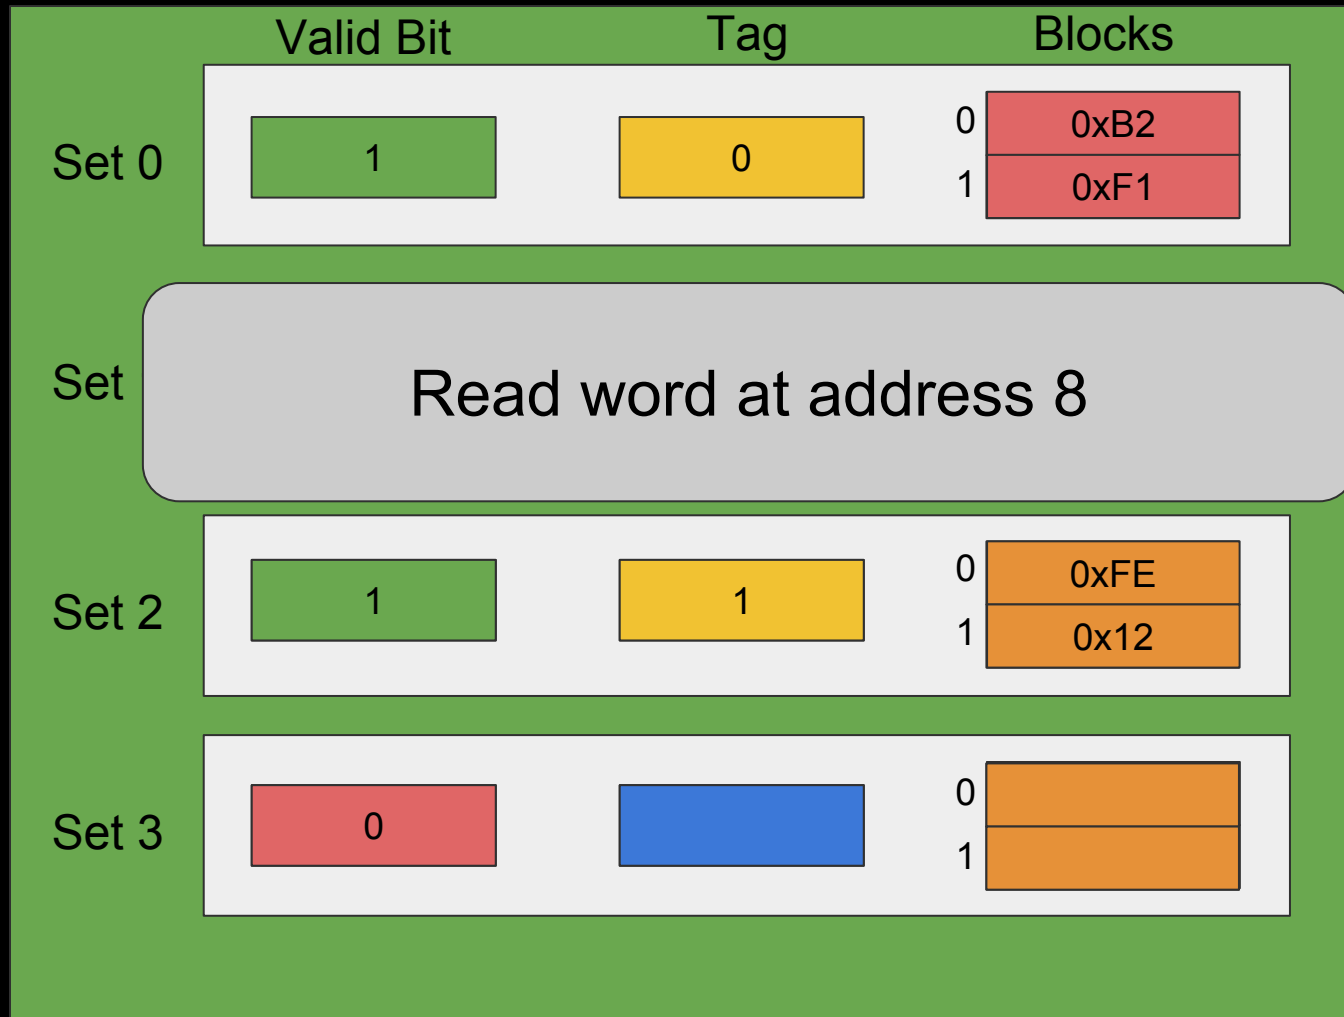 Valid Bit Tag Blocks
Set 0 1 0 0 0xB2
1 0xF1
Set Read word at address 8
Set 2 1 1 0 0xFE
1 0x12
Set 3 0 0
1